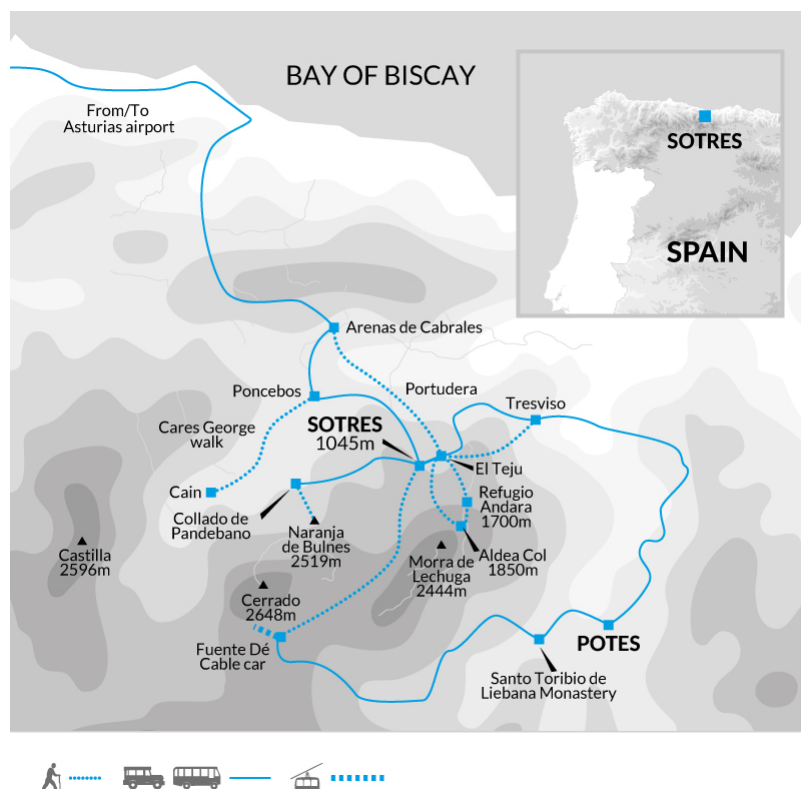 BAY OF BISCAY
From/To
Asturias airport
SOTRES
SPAIN
Arenas de Cabrales
Poncebos
Portudera
Tresviso
Cares George
walk
SOTRES
1045m
El Teju
Cain
Collado de
Pandebano
Refugio
Andara
1700m
Naranja
de Bulnes
2519m
Castilla
2596m
Morra de
Lechuga
2444m
Aldea Col
1850m
Cerrado
2648m
Fuente Dé
Cable car
POTES
Santo Toribio de
Liebana Monastery